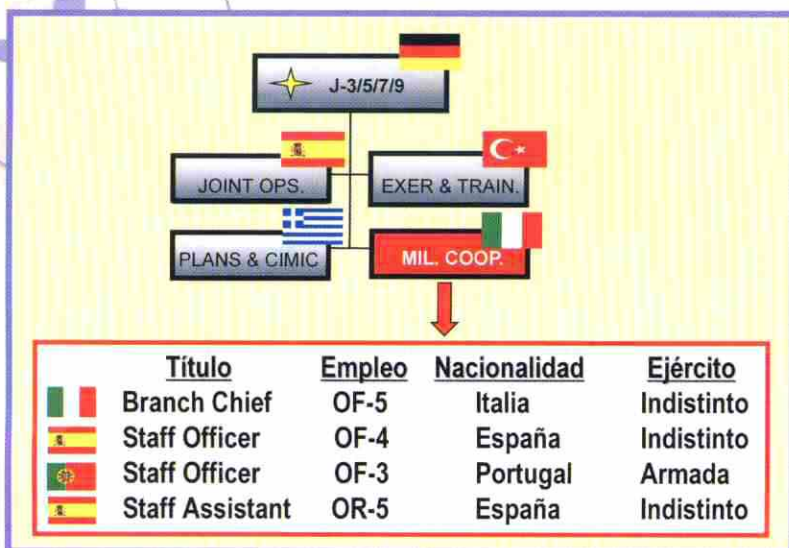 J-3/5/7/9
JOINT OPS.
EXER & TRAIN.
PLANS & CIMIC
MIL. COOP.
Título Empleo Nacionalidad Ejército
Branch Chief OF-5 Italia Indistinto
Staff Officer OF-4 España Indistinto
Staff Officer OF-3 Portugal Armada
Staff Assistant OR-5 España Indistinto